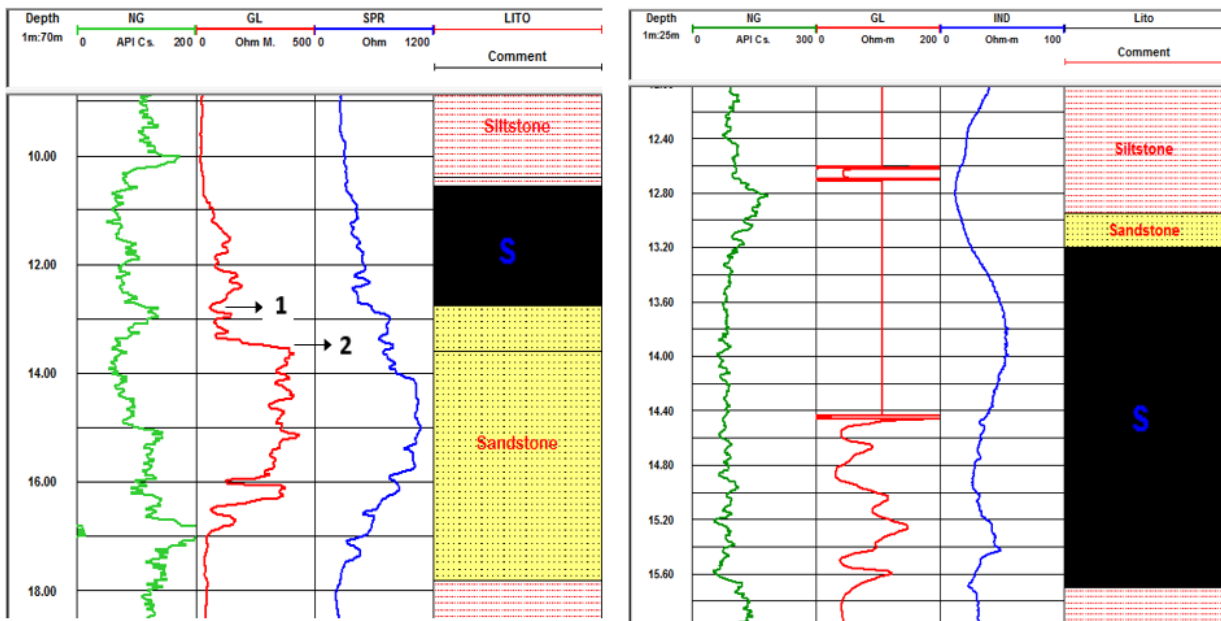 Depth NG GL SPR LITO
1m:70m 0 API Cs. 200 0 Ohm M. 500 0 Ohm 1200
Comment
Siltstone
10.00
S
12.00
1
2
14.00
Sandstone
16.00
18.00
Depth NG GL IND Lito
1m:25m 0 API Cs. 300 0 Ohm-m 200 0 Ohm-m 100
Comment
12.40
Siltstone
12.80
Sandstone
13.20
13.60
14.00
14.40
S
14.80
15.20
15.60